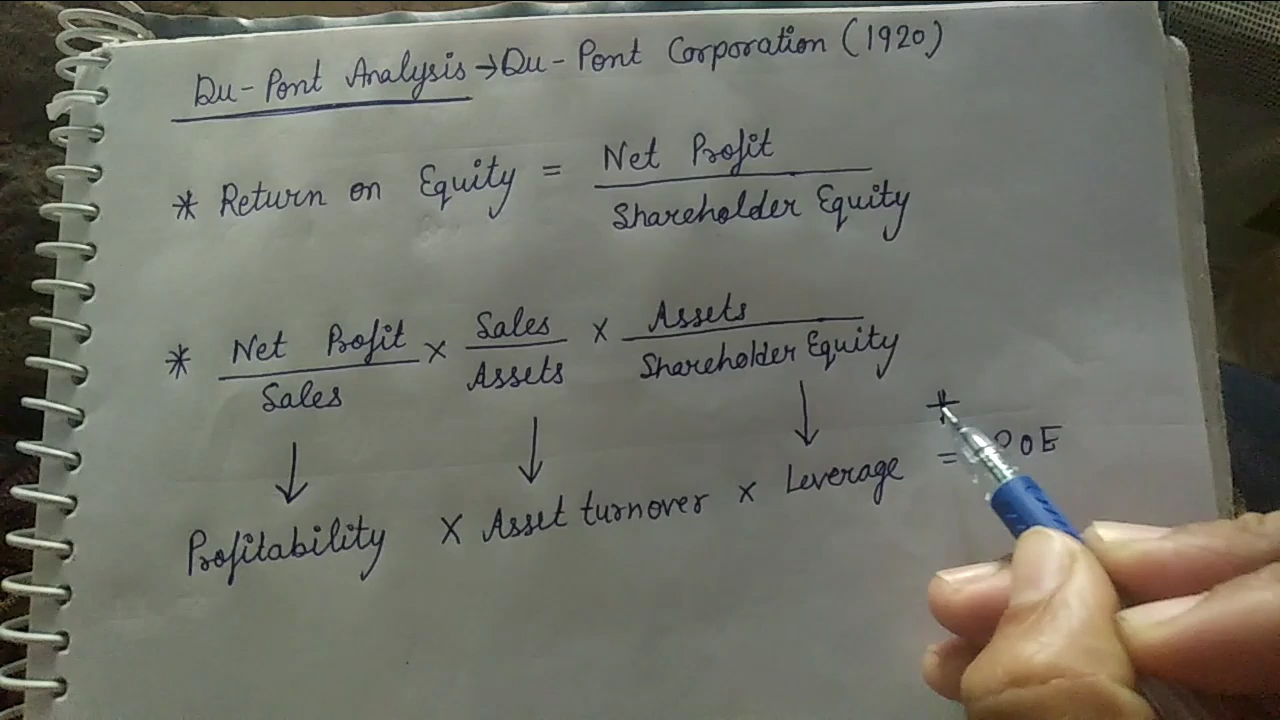 Du-Pont Analysis → Du-Pont Corporation (1920)
* Return on Equity = Net Profit
Shareholder Equity
* Net Profit × Sales × Assets
Sales Assets Shareholder Equity
↓ ↓ ↓
Profitability × Asset turnover × Leverage =